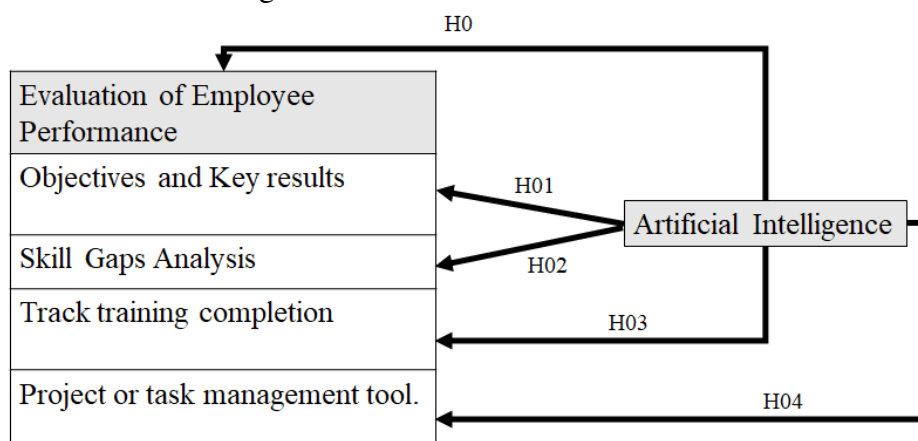 H0
Evaluation of Employee
Performance
Objectives and Key results
H01
Artificial Intelligence
Skill Gaps Analysis
H02
Track training completion
H03
Project or task management tool.
H04